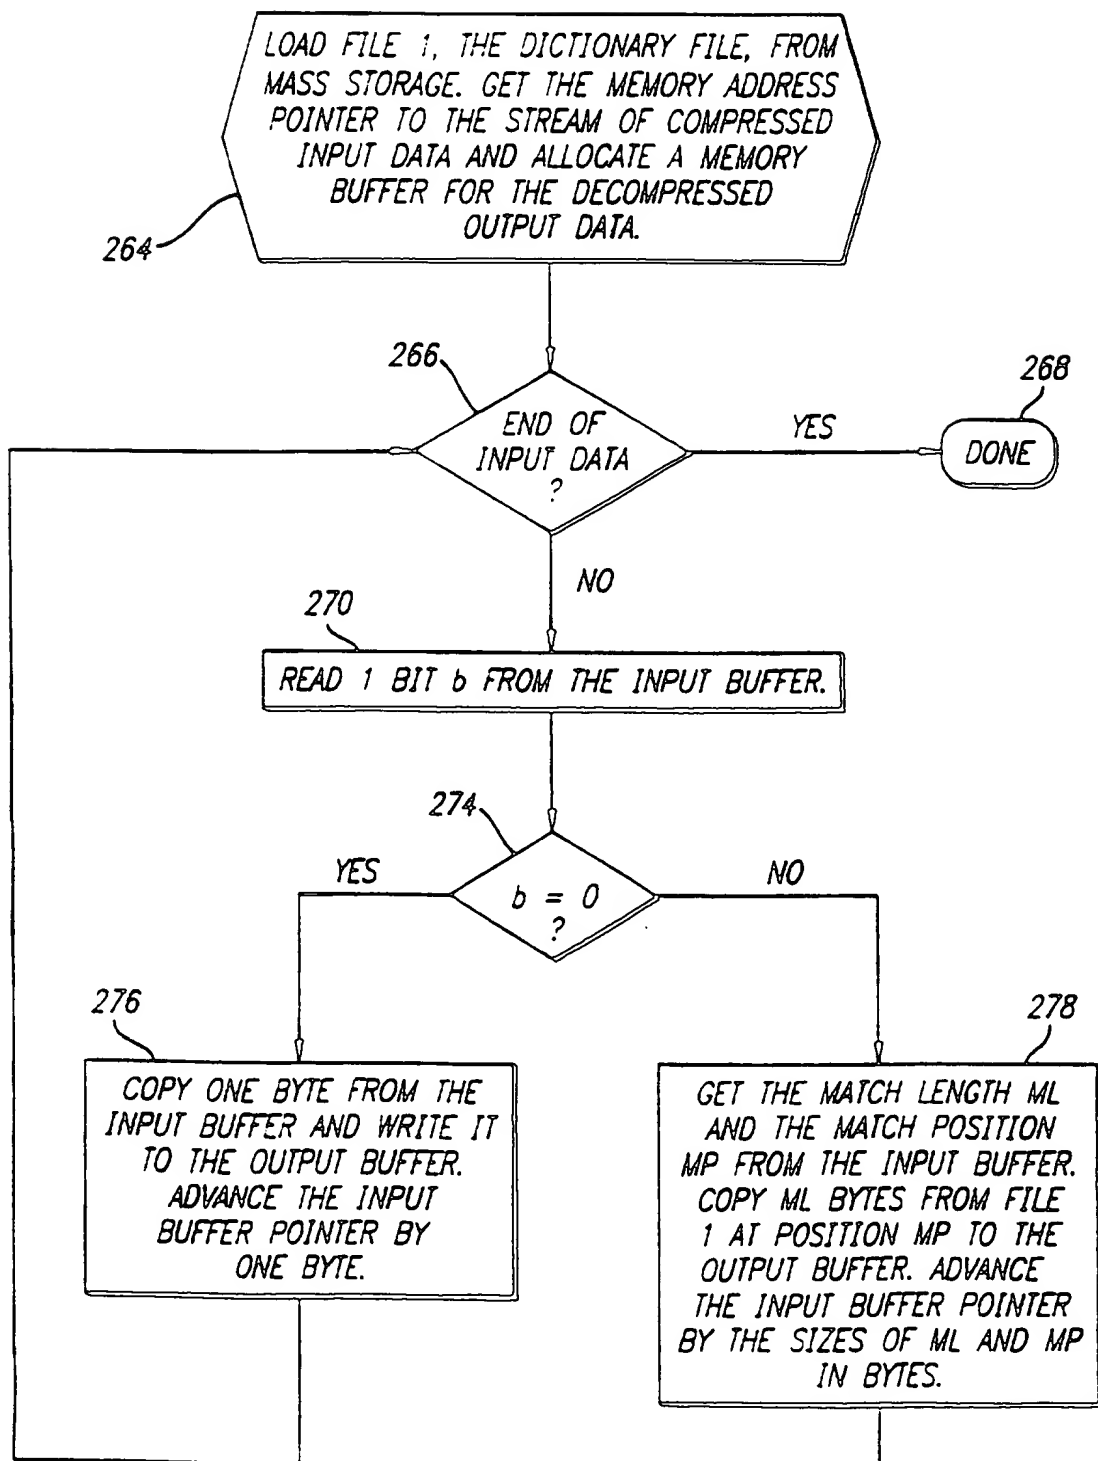 LOAD FILE 1, THE DICTIONARY FILE, FROM
MASS STORAGE. GET THE MEMORY ADDRESS
POINTER TO THE STREAM OF COMPRESSED
INPUT DATA AND ALLOCATE A MEMORY
BUFFER FOR THE DECOMPRESSED
OUTPUT DATA.
264
266
END OF
INPUT DATA
?
YES
268
DONE
NO
270
READ 1 BIT b FROM THE INPUT BUFFER.
274
b = 0
?
YES
NO
276
COPY ONE BYTE FROM THE
INPUT BUFFER AND WRITE IT
TO THE OUTPUT BUFFER.
ADVANCE THE INPUT
BUFFER POINTER BY
ONE BYTE.
278
GET THE MATCH LENGTH ML
AND THE MATCH POSITION
MP FROM THE INPUT BUFFER.
COPY ML BYTES FROM FILE
1 AT POSITION MP TO THE
OUTPUT BUFFER. ADVANCE
THE INPUT BUFFER POINTER
BY THE SIZES OF ML AND MP
IN BYTES.